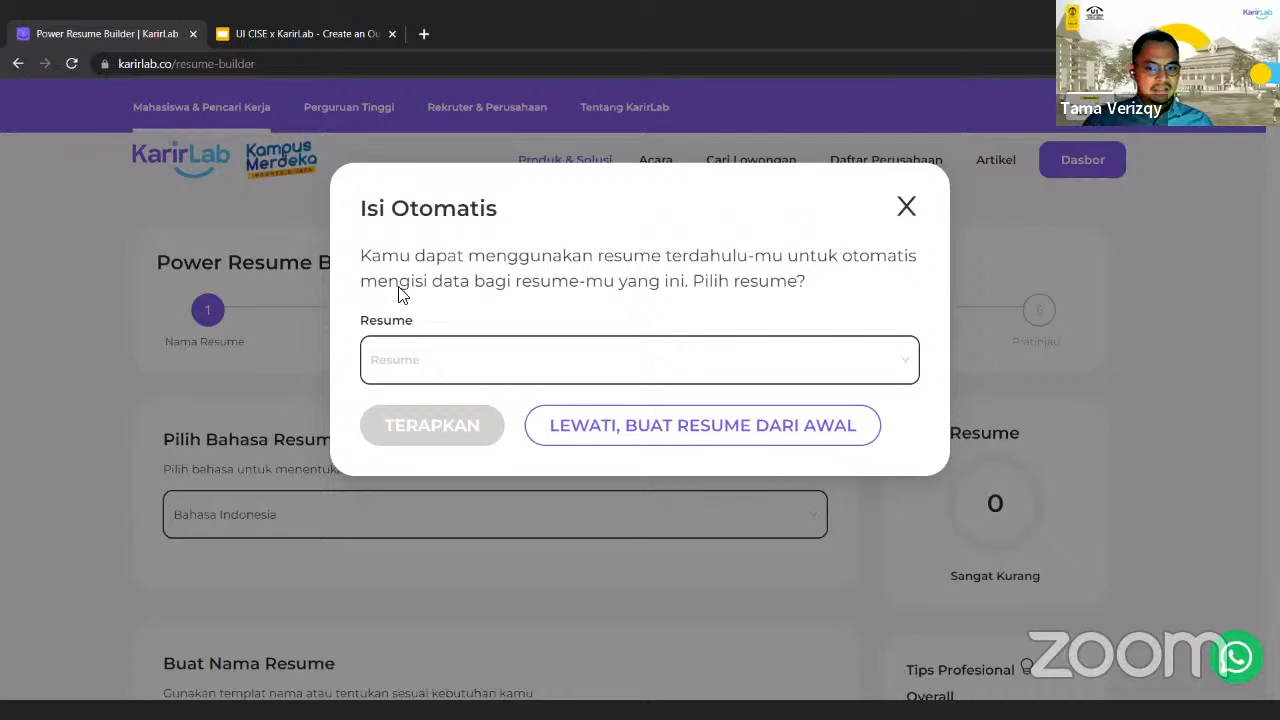 Power Resume Builder | KarirLab
UI CISE x KarirLab - Create an Ou
karirlab.co/resume-builder
KarirLab
UI
Tama Verizqy
Mahasiswa & Pencari Kerja
Perguruan Tinggi
Rekruter & Perusahaan
Tentang KarirLab
KarirLab
Kampus
Merdeka
INDONESIA JAYA
Produk & Solusi
Acara
Cari Lowongan
Daftar Perusahaan
Artikel
Dasbor
Power Resume B
1
Nama Resume
6
Pratinjau
Isi Otomatis
X
Kamu dapat menggunakan resume terdahulu-mu untuk otomatis
mengisi data bagi resume-mu yang ini. Pilih resume?
Resume
Resume
TERAPKAN
LEWATI, BUAT RESUME DARI AWAL
Pilih Bahasa Resum
Pilih bahasa untuk menentuk
Bahasa Indonesia
Resume
0
Sangat Kurang
Buat Nama Resume
Gunakan templat nama atau tentukan sesuai kebutuhan kamu
Tips Profesional
Overall
zoom